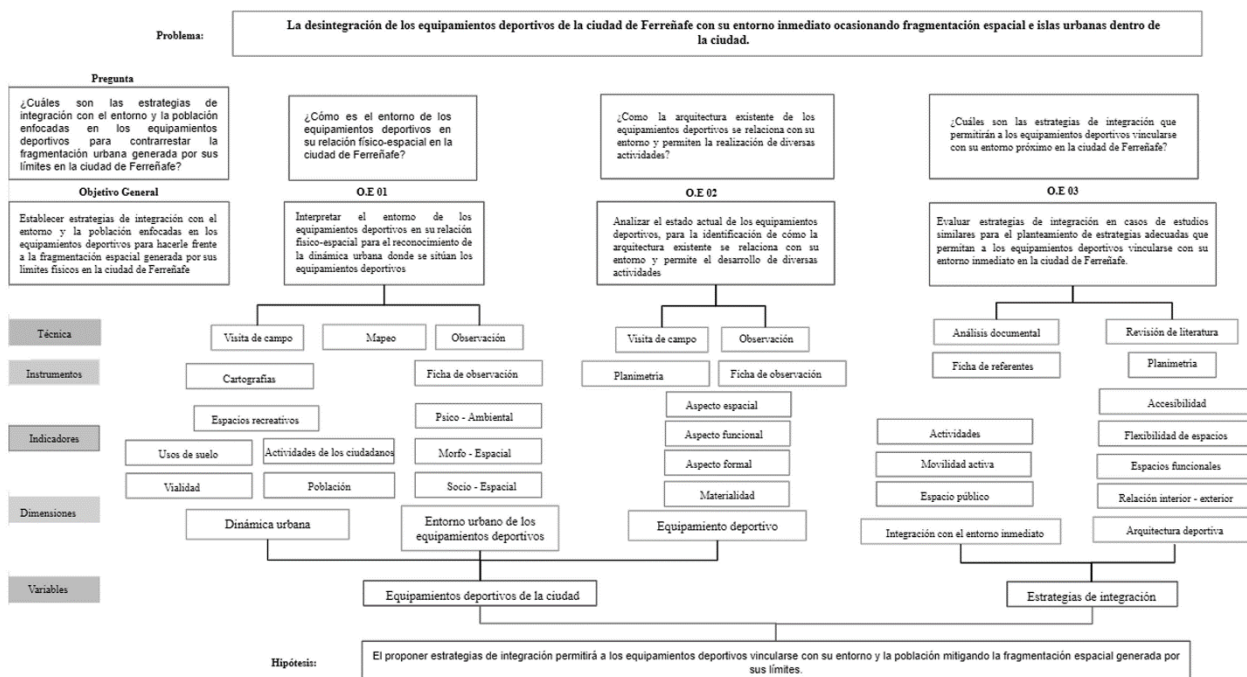 Problema:
La desintegración de los equipamientos deportivos de la ciudad de Ferreñafe con su entorno inmediato ocasionando fragmentación espacial e islas urbanas dentro de
la ciudad.
Pregunta
¿Cuáles son las estrategias de
integración con el entorno y la población
enfocadas en los equipamientos
deportivos para contrarrestar la
fragmentación urbana generada por sus
límites en la ciudad de Ferreñafe?
¿Cómo es el entorno de los
equipamientos deportivos en
su relación físico-espacial en la
ciudad de Ferreñafe?
¿Como la arquitectura existente de
los equipamientos deportivos se relaciona con su
entorno y permiten la realización de diversas
actividades?
¿Cuáles son las estrategias de integración que
permitirán a los equipamientos deportivos vincularse
con su entorno próximo en la ciudad de Ferreñafe?
Objetivo General
Establecer estrategias de integración con el
entorno y la población enfocadas en los
equipamientos deportivos para hacerle frente
a la fragmentación espacial generada por sus
limites físicos en la ciudad de Ferreñafe
O.E 01
Interpretar el entorno de los
equipamientos deportivos en su relación
físico-espacial para el reconocimiento de
la dinámica urbana donde se sitúan los
equipamientos deportivos
O.E 02
Analizar el estado actual de los equipamientos
deportivos, para la identificación de cómo la
arquitectura existente se relaciona con su
entorno y permite el desarrollo de diversas
actividades
O.E 03
Evaluar estrategias de integración en casos de estudios
similares para el planteamiento de estrategias adecuadas que
permitan a los equipamientos deportivos vincularse con su
entorno inmediato en la ciudad de Ferreñafe.
Técnica
Visita de campo
Mapeo
Observación
Visita de campo
Observación
Análisis documental
Revisión de literatura
Instrumentos
Cartografías
Ficha de observación
Planimetría
Ficha de observación
Ficha de referentes
Planimetría
Indicadores
Espacios recreativos
Usos de suelo
Actividades de los ciudadanos
Vialidad
Población
Psico - Ambiental
Morfo - Espacial
Socio - Espacial
Aspecto espacial
Aspecto funcional
Aspecto formal
Materialidad
Actividades
Movilidad activa
Espacio público
Accesibilidad
Flexibilidad de espacios
Espacios funcionales
Relación interior - exterior
Dimensiones
Dinámica urbana
Entorno urbano de los
equipamientos deportivos
Equipamiento deportivo
Integración con el entorno inmediato
Arquitectura deportiva
Variables
Equipamientos deportivos de la ciudad
Estrategias de integración
Hipótesis:
El proponer estrategias de integración permitirá a los equipamientos deportivos vincularse con su entorno y la población mitigando la fragmentación espacial generada por
sus límites.